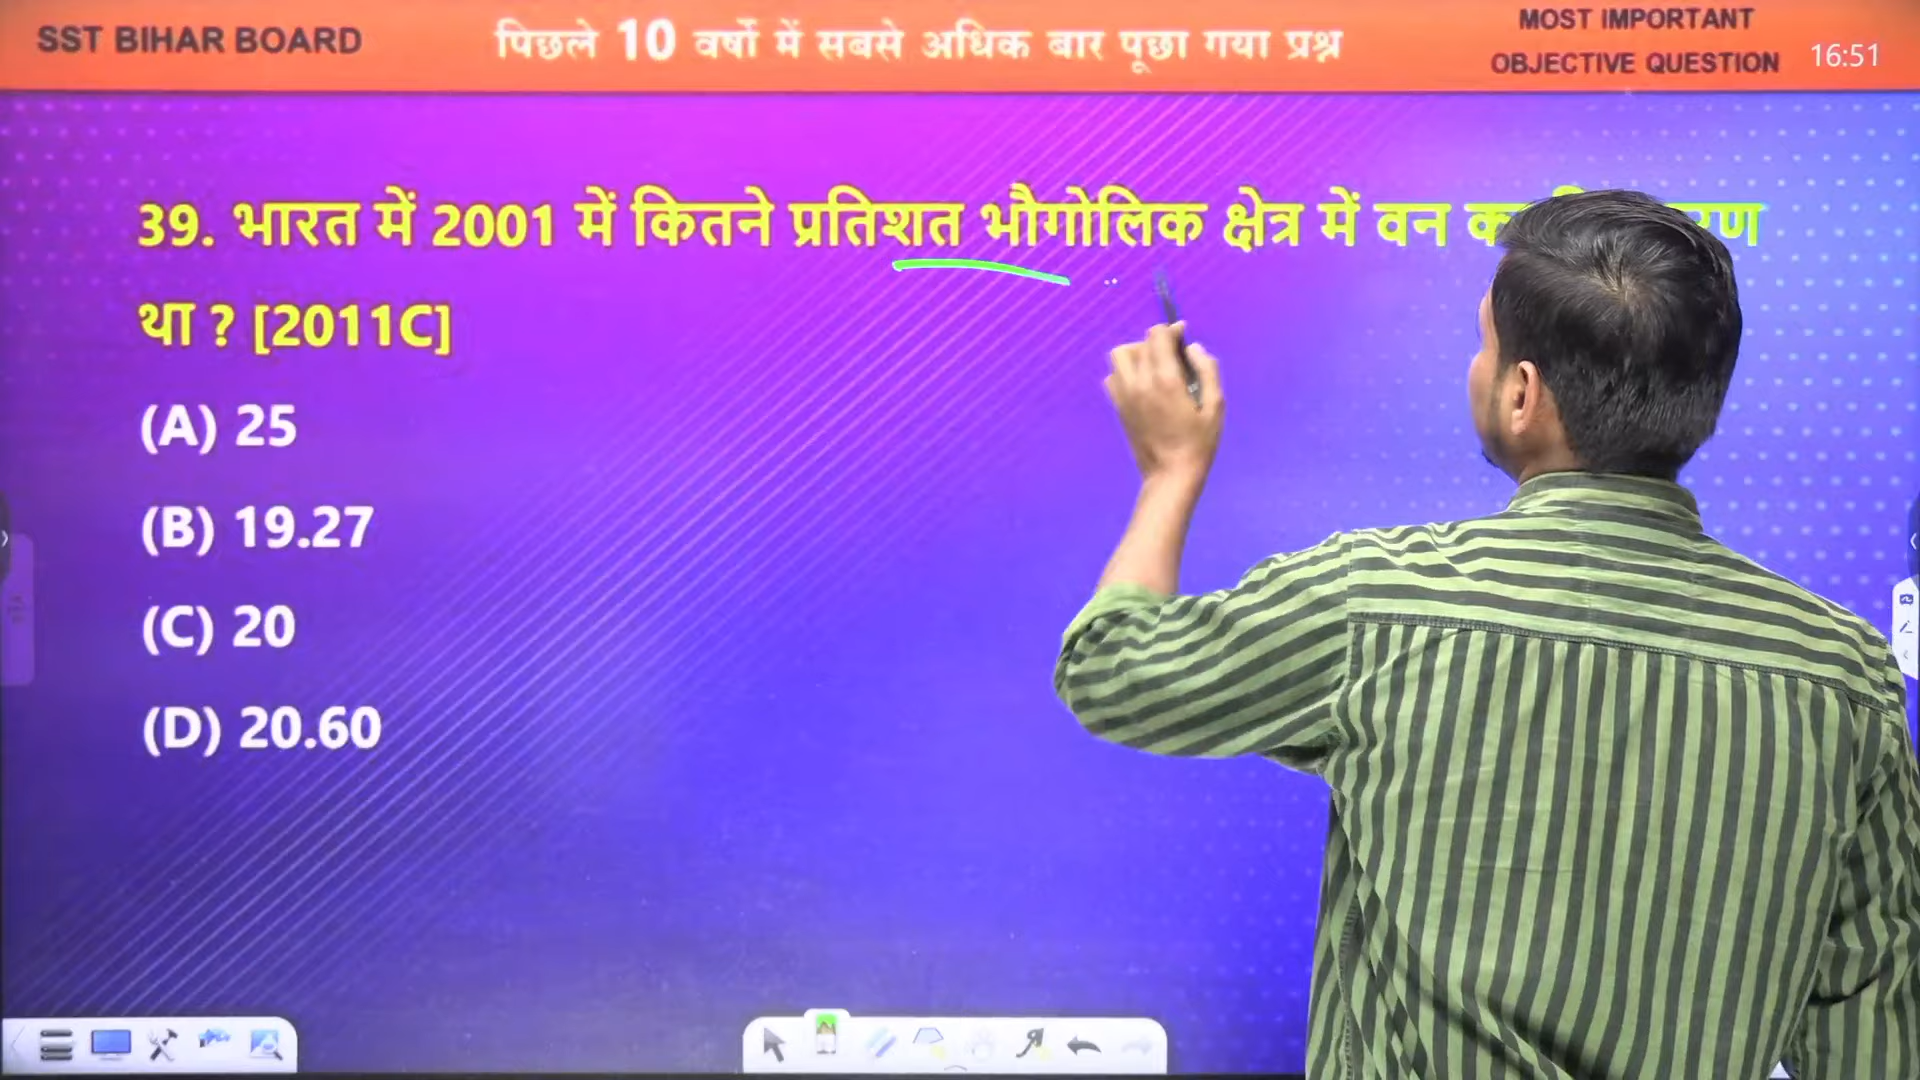 SST BIHAR BOARD
पिछले 10 वर्षो में सबसे अधिक बार पूछा गया प्रश्न
MOST IMPORTANT
OBJECTIVE QUESTION
16:51
39. भारत में 2001 में कितने प्रतिशत भौगोलिक क्षेत्र में वन
था ? [2011C]
(A) 25
(B) 19.27
(C) 20
(D) 20.60